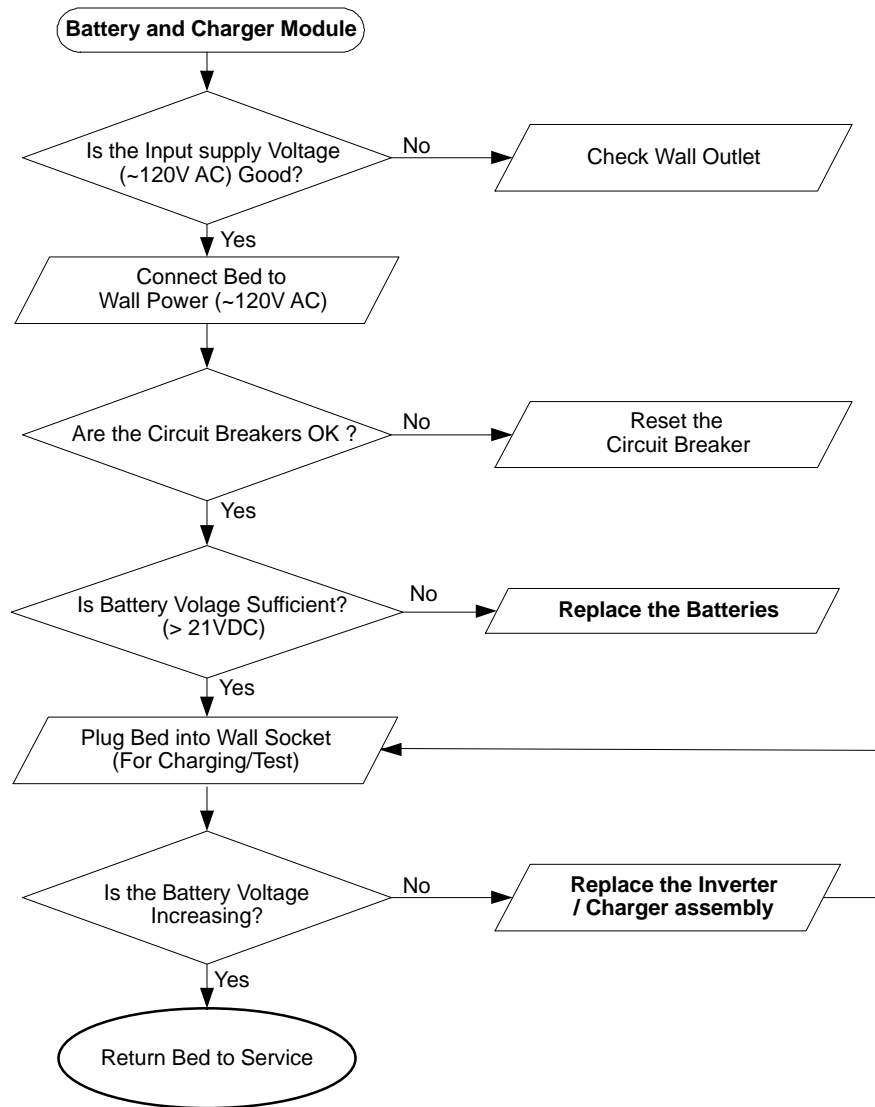 Battery and Charger Module
Is the Input supply Voltage
(~120V AC) Good?
No
Check Wall Outlet
Yes
Connect Bed to
Wall Power (~120V AC)
Are the Circuit Breakers OK ?
No
Reset the
Circuit Breaker
Yes
Is Battery Volage Sufficient?
(> 21VDC)
No
Replace the Batteries
Yes
Plug Bed into Wall Socket
(For Charging/Test)
Is the Battery Voltage
Increasing?
No
Replace the Inverter
/ Charger assembly
Yes
Return Bed to Service